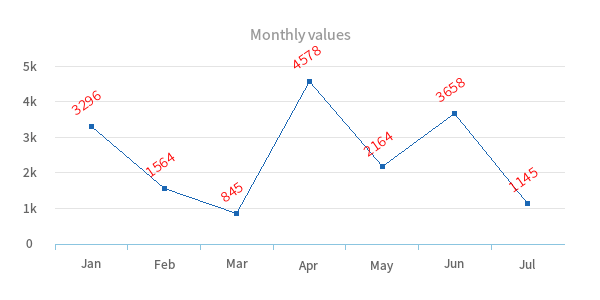 Monthly values
5k
4k
3k
2k
1k
0
3296
1564
845
4578
2164
3658
1145
Jan Feb Mar Apr May Jun Jul